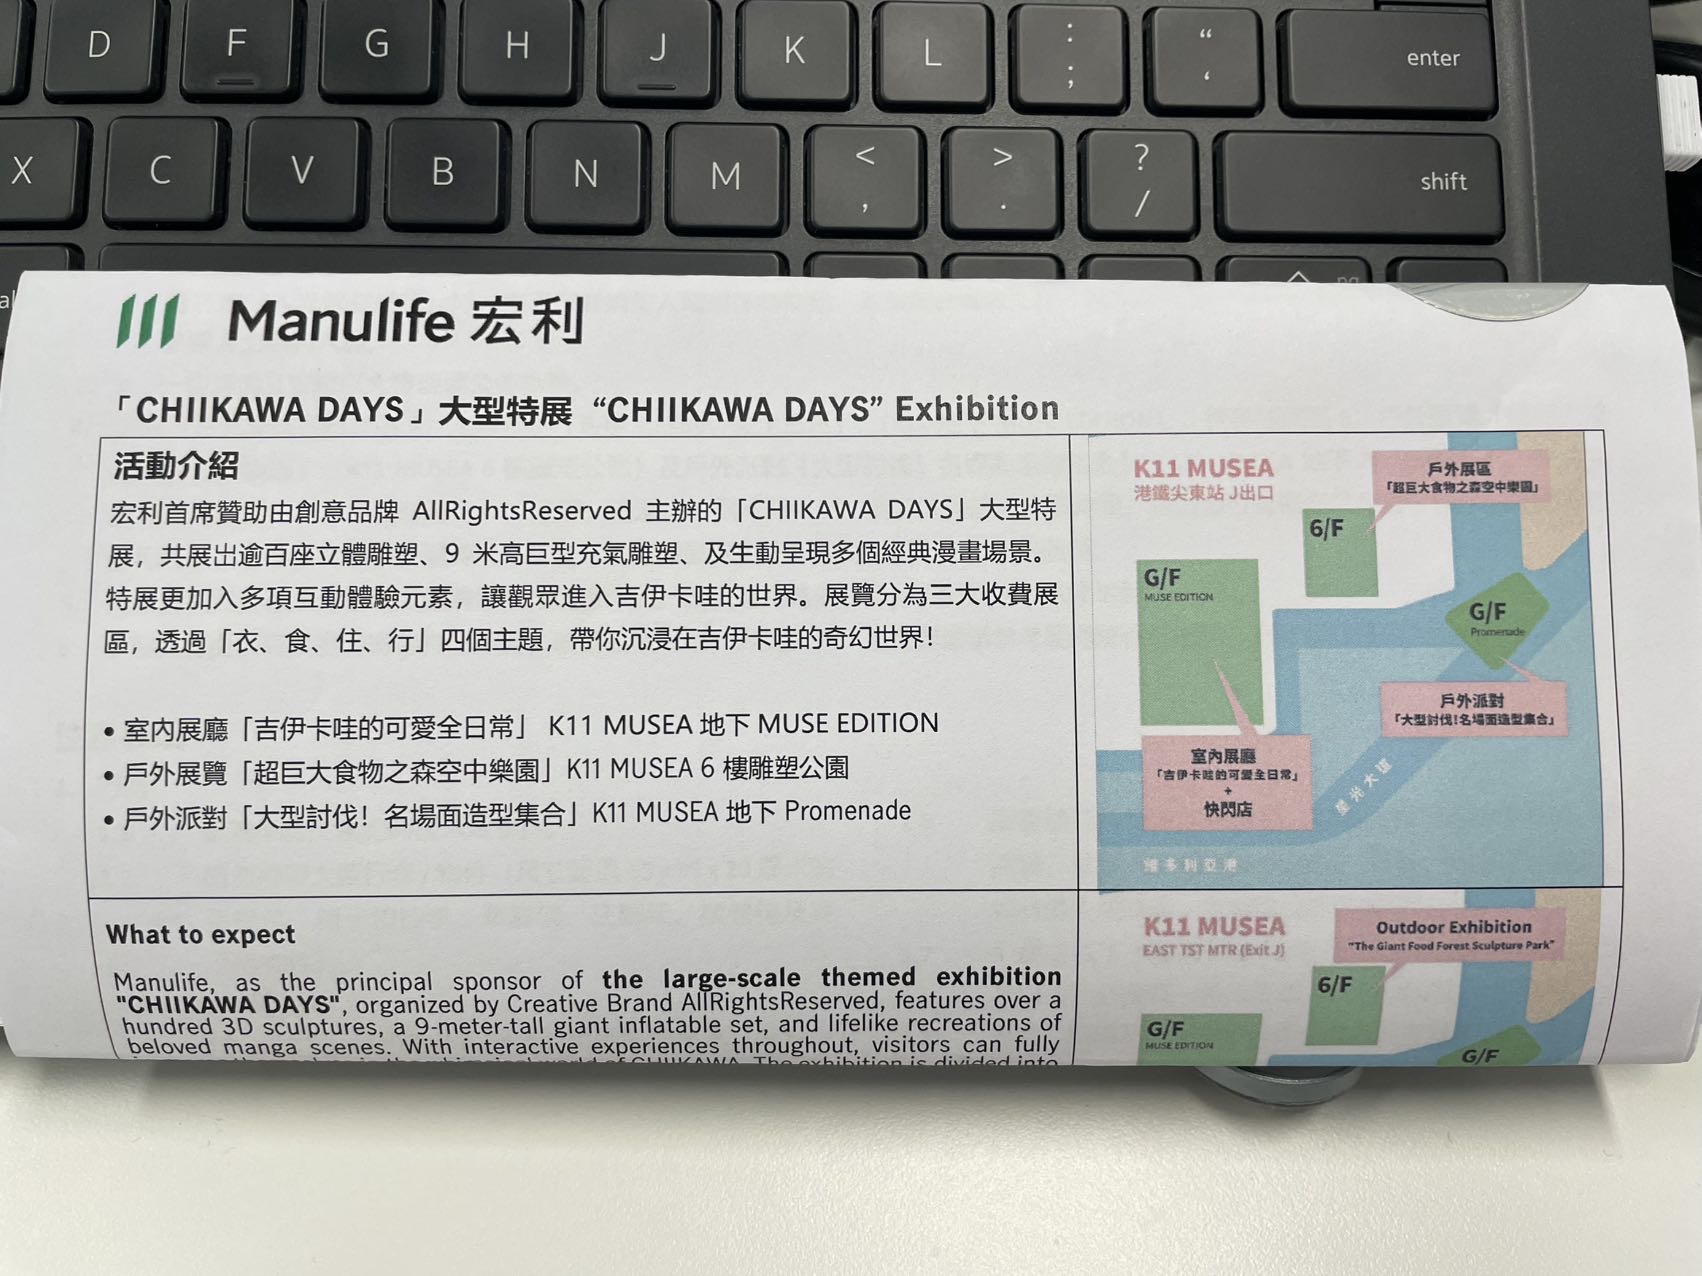 D F G H J K L : ; " ' enter
X C V B N M < , > . ? / shift
Manulife 宏利
「CHIIKAWA DAYS」大型特展 “CHIIKAWA DAYS” Exhibition
活動介紹
宏利首席贊助由創意品牌 AllRightsReserved 主辦的「CHIIKAWA DAYS」大型特
展，共展出逾百座立體雕塑、9 米高巨型充氣雕塑、及生動呈現多個經典漫畫場景。
特展更加入多項互動體驗元素，讓觀眾進入吉伊卡哇的世界。展覽分為三大收費展
區，透過「衣、食、住、行」四個主題，帶你沉浸在吉伊卡哇的奇幻世界！
• 室內展廳「吉伊卡哇的可愛全日常」 K11 MUSEA 地下 MUSE EDITION
• 戶外展覽「超巨大食物之森空中樂園」K11 MUSEA 6 樓雕塑公園
• 戶外派對「大型討伐！名場面造型集合」K11 MUSEA 地下 Promenade
K11 MUSEA
港鐵尖東站 J出口
戶外展區
「超巨大食物之森空中樂園」
6/F
G/F
MUSE EDITION
G/F
Promenade
戶外派對
「大型討伐！名場面造型集合」
室內展廳
「吉伊卡哇的可愛全日常」
+
快閃店
星光大道
維多利亞港
What to expect
Manulife, as the principal sponsor of the large-scale themed exhibition
"CHIIKAWA DAYS", organized by Creative Brand AllRightsReserved, features over a
hundred 3D sculptures, a 9-meter-tall giant inflatable set, and lifelike recreations of
beloved manga scenes. With interactive experiences throughout, visitors can fully
CHIIKAWA. The exhibition is divided into
K11 MUSEA
EAST TST MTR (Exit J)
Outdoor Exhibition
"The Giant Food Forest Sculpture Park"
6/F
G/F
MUSE EDITION
G/F